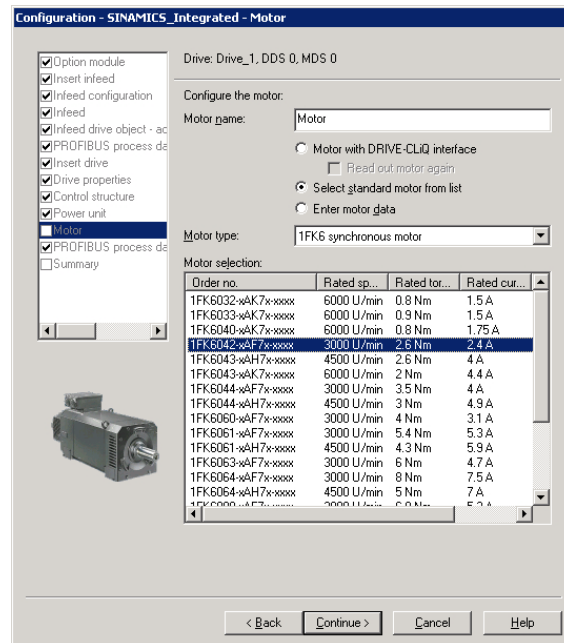 Configuration - SINAMICS_Integrated - Motor
Option module
Insert infeed
Infeed configuration
Infeed
Infeed drive object - ac
PROFIBUS process da
Insert drive
Drive properties
Control structure
Power unit
Motor
PROFIBUS process da
Summary
Drive: Drive_1, DDS 0, MDS 0
Configure the motor:
Motor name: Motor
Motor with DRIVE-CLiQ interface
Read out motor again
Select standard motor from list
Enter motor data
Motor type: 1FK6 synchronous motor
Motor selection:
Order no. Rated sp... Rated tor... Rated cur...
1FK6032-xAK7x-xxxx 6000 U/min 0.8 Nm 1.5 A
1FK6033-xAK7x-xxxx 6000 U/min 0.9 Nm 1.5 A
1FK6040-xAK7x-xxxx 6000 U/min 0.8 Nm 1.75 A
1FK6042-xAF7x-xxxx 3000 U/min 2.6 Nm 2.4 A
1FK6043-xAH7x-xxxx 4500 U/min 2.6 Nm 4 A
1FK6043-xAK7x-xxxx 6000 U/min 2 Nm 4.4 A
1FK6044-xAF7x-xxxx 3000 U/min 3.5 Nm 4 A
1FK6044-xAH7x-xxxx 4500 U/min 3 Nm 4.9 A
1FK6060-xAF7x-xxxx 3000 U/min 4 Nm 3.1 A
1FK6061-xAF7x-xxxx 3000 U/min 5.4 Nm 5.3 A
1FK6061-xAH7x-xxxx 4500 U/min 4.3 Nm 5.9 A
1FK6063-xAF7x-xxxx 3000 U/min 6 Nm 4.7 A
1FK6064-xAF7x-xxxx 3000 U/min 8 Nm 7.5 A
1FK6064-xAH7x-xxxx 4500 U/min 5 Nm 7 A
< Back Continue > Cancel Help